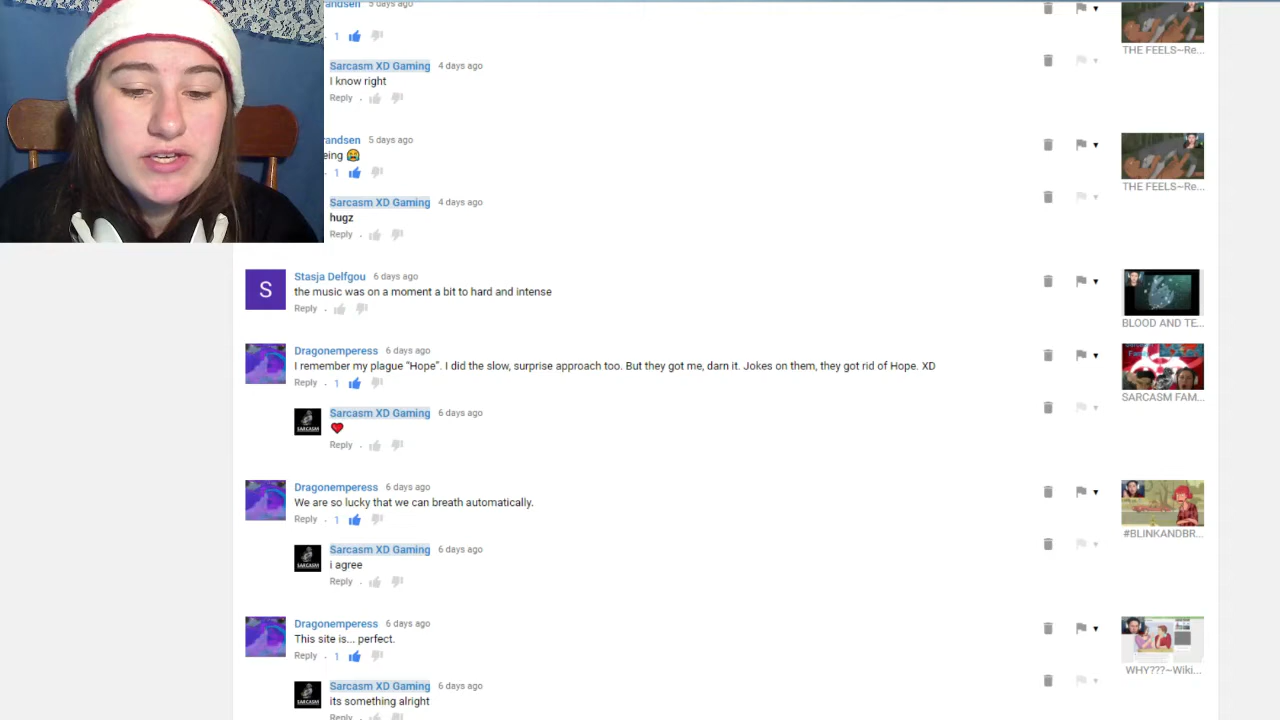 5 days ago
1
THE FEELS~Re...
Sarcasm XD Gaming 4 days ago
I know right
Reply
5 days ago
1
THE FEELS~Re...
Sarcasm XD Gaming 4 days ago
hugz
Reply
Stasja Delfgou 6 days ago
the music was on a moment a bit to hard and intense
Reply
BLOOD AND TE...
Dragonemperess 6 days ago
I remember my plague "Hope". I did the slow, surprise approach too. But they got me, darn it. Jokes on them, they got rid of Hope. XD
Reply 1
SARCASM FAM...
Sarcasm XD Gaming 6 days ago
❤
Reply
Dragonemperess 6 days ago
We are so lucky that we can breath automatically.
Reply 1
#BLINKANDBR...
Sarcasm XD Gaming 6 days ago
i agree
Reply
Dragonemperess 6 days ago
This site is... perfect.
Reply 1
WHY???~Wiki...
Sarcasm XD Gaming 6 days ago
its something alright
Reply